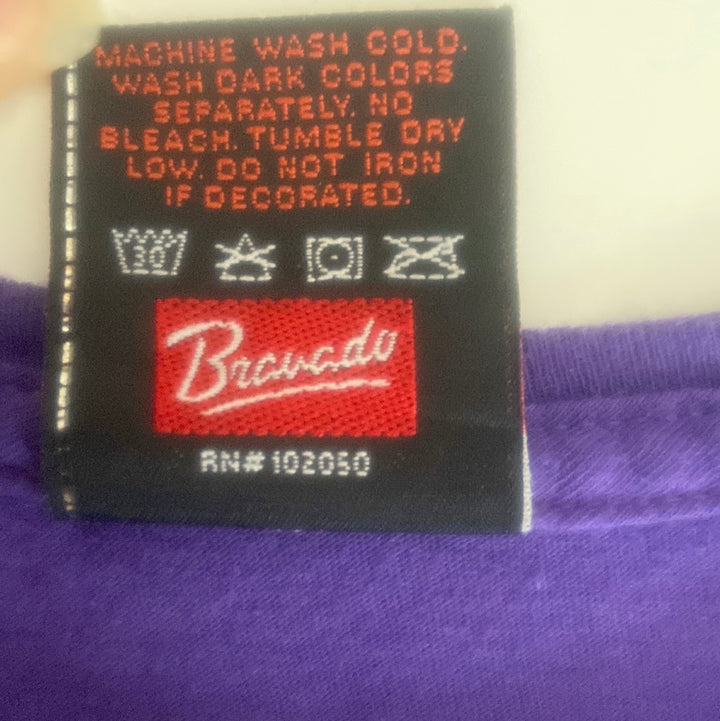 MACHINE WASH COLD.
WASH DARK COLORS
SEPARATELY. NO
BLEACH. TUMBLE DRY
LOW. DO NOT IRON
IF DECORATED.
30
Bravado
RN# 102050